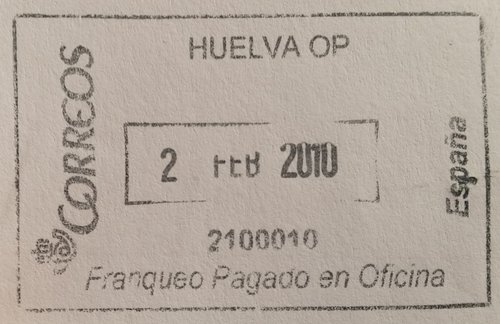 HUELVA OP
CORREOS
2 FEB 2010
España
2100010
Franqueo Pagado en Oficina